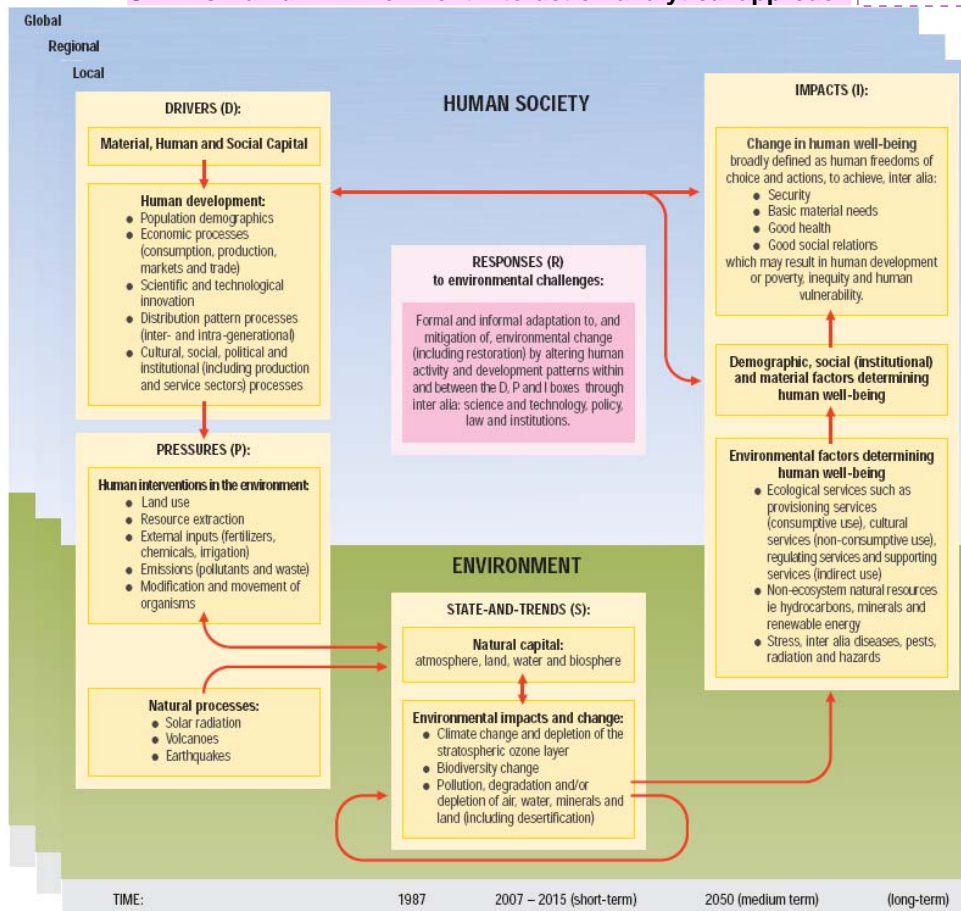 Global
Regional
Local
HUMAN SOCIETY
DRIVERS (D):
Material, Human and Social Capital
Human development:
● Population demographics
● Economic processes
(consumption, production,
markets and trade)
● Scientific and technological
innovation
● Distribution pattern processes
(inter- and intra-generational)
● Cultural, social, political and
institutional (including production
and service sectors) processes
PRESSURES (P):
Human interventions in the environment:
● Land use
● Resource extraction
● External inputs (fertilizers,
chemicals, irrigation)
● Emissions (pollutants and waste)
● Modification and movement of
organisms
Natural processes:
● Solar radiation
● Volcanoes
● Earthquakes
RESPONSES (R)
to environmental challenges:
Formal and informal adaptation to, and
mitigation of, environmental change
(including restoration) by altering human
activity and development patterns within
and between the D, P and I boxes through
inter alia: science and technology, policy,
law and institutions.
ENVIRONMENT
STATE-AND-TRENDS (S):
Natural capital:
atmosphere, land, water and biosphere
Environmental impacts and change:
● Climate change and depletion of the
stratospheric ozone layer
● Biodiversity change
● Pollution, degradation and/or
depletion of air, water, minerals and
land (including desertification)
IMPACTS (I):
Change in human well-being
broadly defined as human freedoms of
choice and actions, to achieve, inter alia:
● Security
● Basic material needs
● Good health
● Good social relations
which may result in human development
or poverty, inequity and human
vulnerability.
Demographic, social (institutional)
and material factors determining
human well-being
Environmental factors determining
human well-being
● Ecological services such as
provisioning services
(consumptive use), cultural
services (non-consumptive use),
regulating services and supporting
services (indirect use)
● Non-ecosystem natural resources
ie hydrocarbons, minerals and
renewable energy
● Stress, inter alia diseases, pests,
radiation and hazards
TIME: 1987 2007 – 2015 (short-term) 2050 (medium term) (long-term)